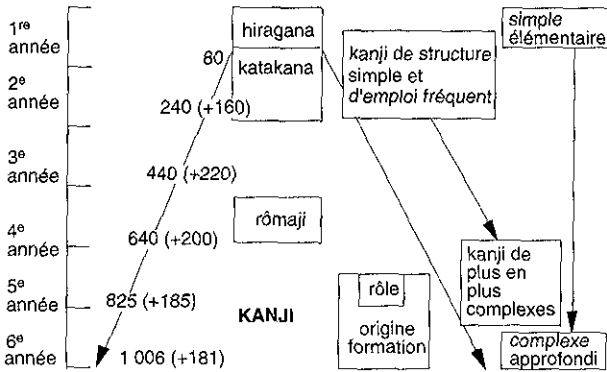 1re
année
2e
année
3e
année
4e
année
5e
année
6e
année
80
240 (+160)
440 (+220)
640 (+200)
825 (+185)
1 006 (+181)
hiragana
katakana
rômaji
KANJI
kanji de structure
simple et
d'emploi fréquent
rôle
origine
formation
kanji de
plus en
plus
complexes
simple
élémentaire
complexe
approfondi